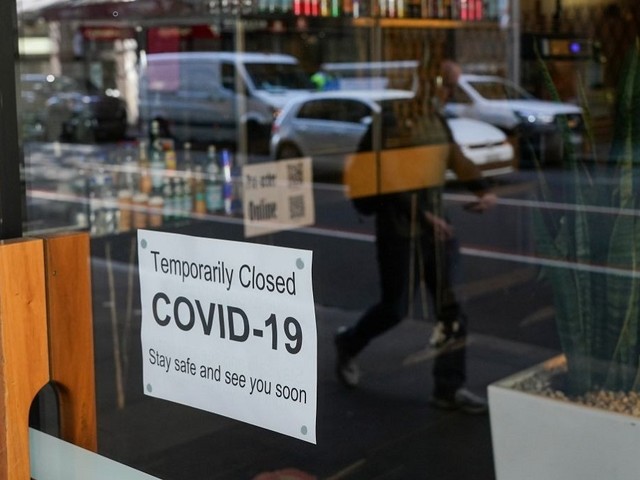 Online
Temporarily Closed
COVID-19
Stay safe and see you soon